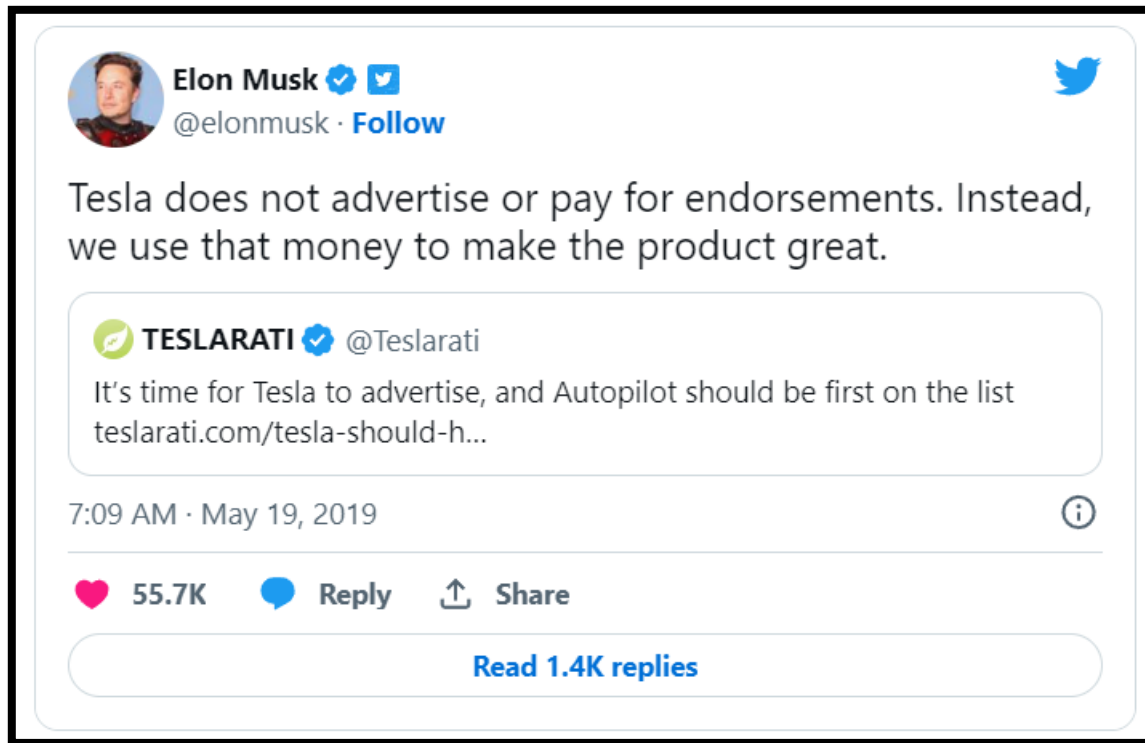 Elon Musk
@elonmusk · Follow
Tesla does not advertise or pay for endorsements. Instead,
we use that money to make the product great.
TESLARATI @Teslarati
It's time for Tesla to advertise, and Autopilot should be first on the list
teslarati.com/tesla-should-h...
7:09 AM · May 19, 2019
55.7K Reply Share
Read 1.4K replies